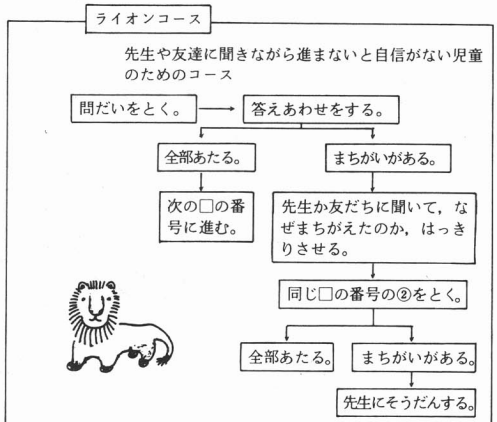 ライオンコース
先生や友達に聞きながら進まないと自信がない児童
のためのコース
問だいをとく。
答えあわせをする。
全部あたる。
まちがいがある。
次の□の番
号に進む。
先生か友だちに聞いて，な
ぜまちがえたのか，はっき
りさせる。
同じ□の番号の②をとく。
全部あたる。
まちがいがある。
先生にそうだんする。